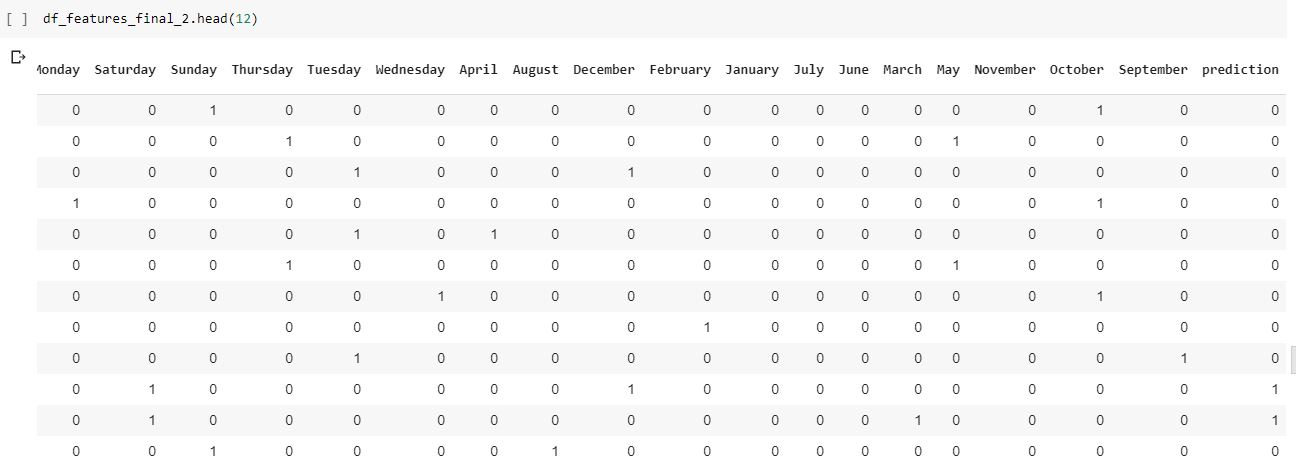 [ ] df_features_final_2.head(12)
Monday Saturday Sunday Thursday Tuesday Wednesday April August December February January July June March May November October September prediction
0 0 1 0 0 0 0 0 0 0 0 0 0 0 0 0 1 0 0
0 0 0 1 0 0 0 0 0 0 0 0 0 0 1 0 0 0 0
0 0 0 0 1 0 0 0 1 0 0 0 0 0 0 0 0 0 0
1 0 0 0 0 0 0 0 0 0 0 0 0 0 0 0 1 0 0
0 0 0 0 1 0 1 0 0 0 0 0 0 0 0 0 0 0 0
0 0 0 1 0 0 0 0 0 0 0 0 0 0 1 0 0 0 0
0 0 0 0 0 1 0 0 0 0 0 0 0 0 0 0 1 0 0
0 0 0 0 0 0 0 0 0 1 0 0 0 0 0 0 0 0 0
0 0 0 0 1 0 0 0 0 0 0 0 0 0 0 0 0 1 0
0 1 0 0 0 0 0 0 1 0 0 0 0 0 0 0 0 0 1
0 1 0 0 0 0 0 0 0 0 0 0 0 1 0 0 0 0 1
0 0 1 0 0 0 0 1 0 0 0 0 0 0 0 0 0 0 0